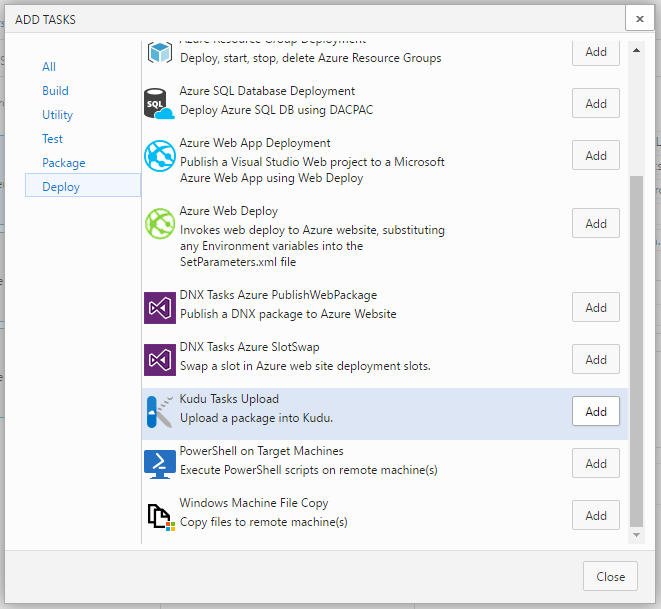 ADD TASKS
All
Build
Utility
Test
Package
Deploy
Azure Resource Group Deployment
Deploy, start, stop, delete Azure Resource Groups
Add
SQL
Azure SQL Database Deployment
Deploy Azure SQL DB using DACPAC
Add
Azure Web App Deployment
Publish a Visual Studio Web project to a Microsoft
Azure Web App using Web Deploy
Add
Azure Web Deploy
Invokes web deploy to Azure website, substituting
any Environment variables into the
SetParameters.xml file
Add
DNX Tasks Azure PublishWebPackage
Publish a DNX package to Azure Website
Add
DNX Tasks Azure SlotSwap
Swap a slot in Azure web site deployment slots.
Add
Kudu Tasks Upload
Upload a package into Kudu.
Add
PowerShell on Target Machines
Execute PowerShell scripts on remote machine(s)
Add
Windows Machine File Copy
Copy files to remote machine(s)
Add
Close